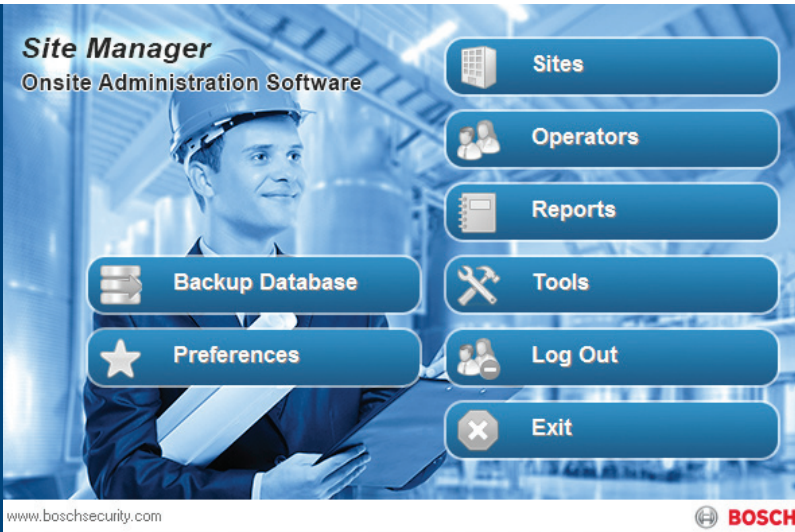 Site Manager
Onsite Administration Software
Sites
Operators
Reports
Backup Database
Tools
Preferences
Log Out
Exit
www.boschsecurity.com
BOSCH